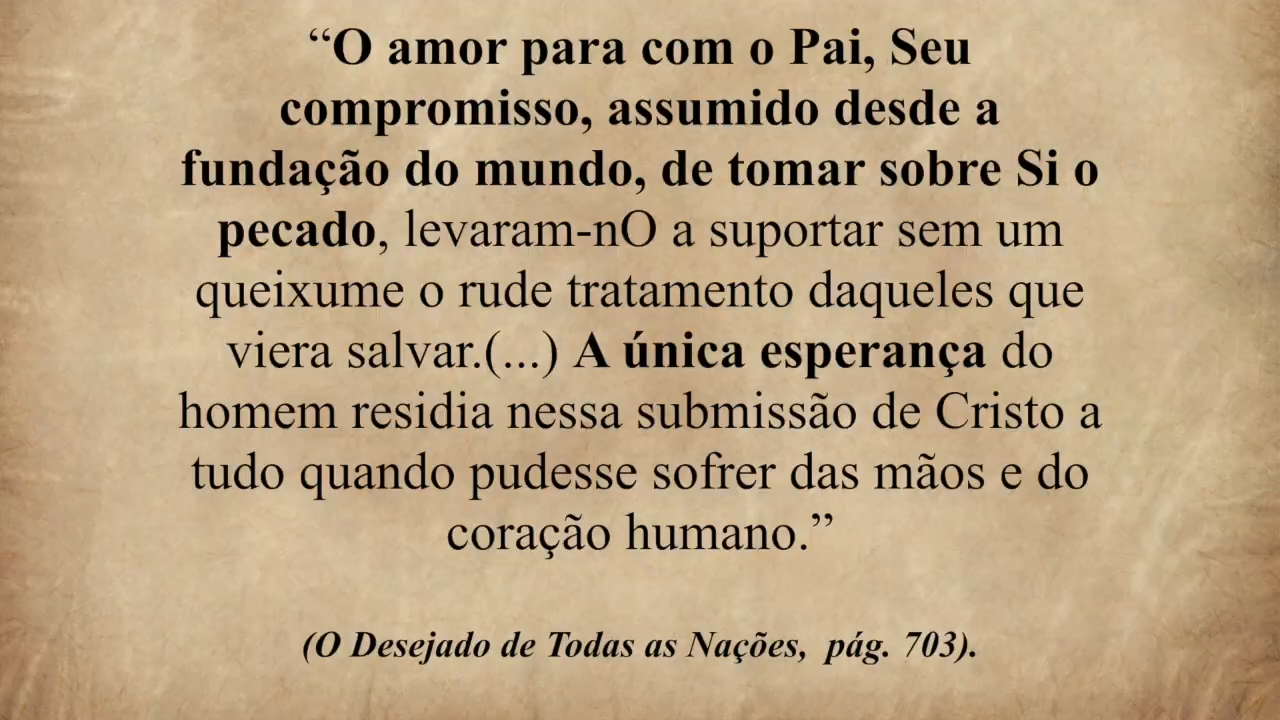 “O amor para com o Pai, Seu
compromisso, assumido desde a
fundação do mundo, de tomar sobre Si o
pecado, levaram-nO a suportar sem um
queixume o rude tratamento daqueles que
viera salvar.(...) A única esperança do
homem residia nessa submissão de Cristo a
tudo quando pudesse sofrer das mãos e do
coração humano.”
(O Desejado de Todas as Nações, pág. 703).